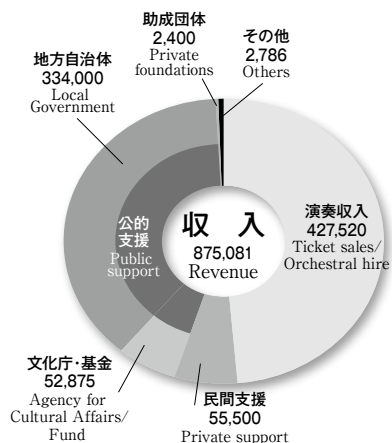 助成団体
2,400
Private
foundations
その他
2,786
Others
地方自治体
334,000
Local
Government
公的
支援
Public
support
収 入
875,081
Revenue
演奏収入
427,520
Ticket sales/
Orchestral hire
文化庁・基金
52,875
Agency for
Cultural Affairs/
Fund
民間支援
55,500
Private support